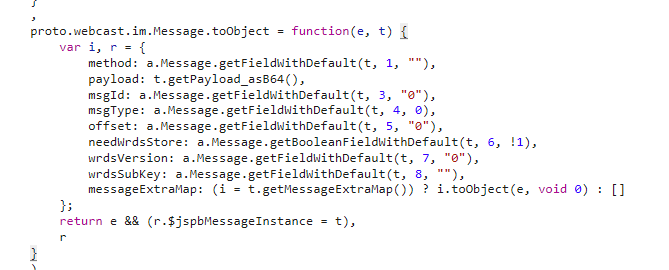 }
,
proto.webcast.im.Message.toObject = function(e, t) {
var i, r = {
method: a.Message.getFieldWithDefault(t, 1, ""),
payload: t.getPayload_asB64(),
msgId: a.Message.getFieldWithDefault(t, 3, "0"),
msgType: a.Message.getFieldWithDefault(t, 4, 0),
offset: a.Message.getFieldWithDefault(t, 5, "0"),
needWrdsStore: a.Message.getBooleanFieldWithDefault(t, 6, !1),
wrdsVersion: a.Message.getFieldWithDefault(t, 7, "0"),
wrdsSubKey: a.Message.getFieldWithDefault(t, 8, ""),
messageExtraMap: (i = t.getMessageExtraMap()) ? i.toObject(e, void 0) : []
};
return e && (r.$jspbMessageInstance = t),
r
}